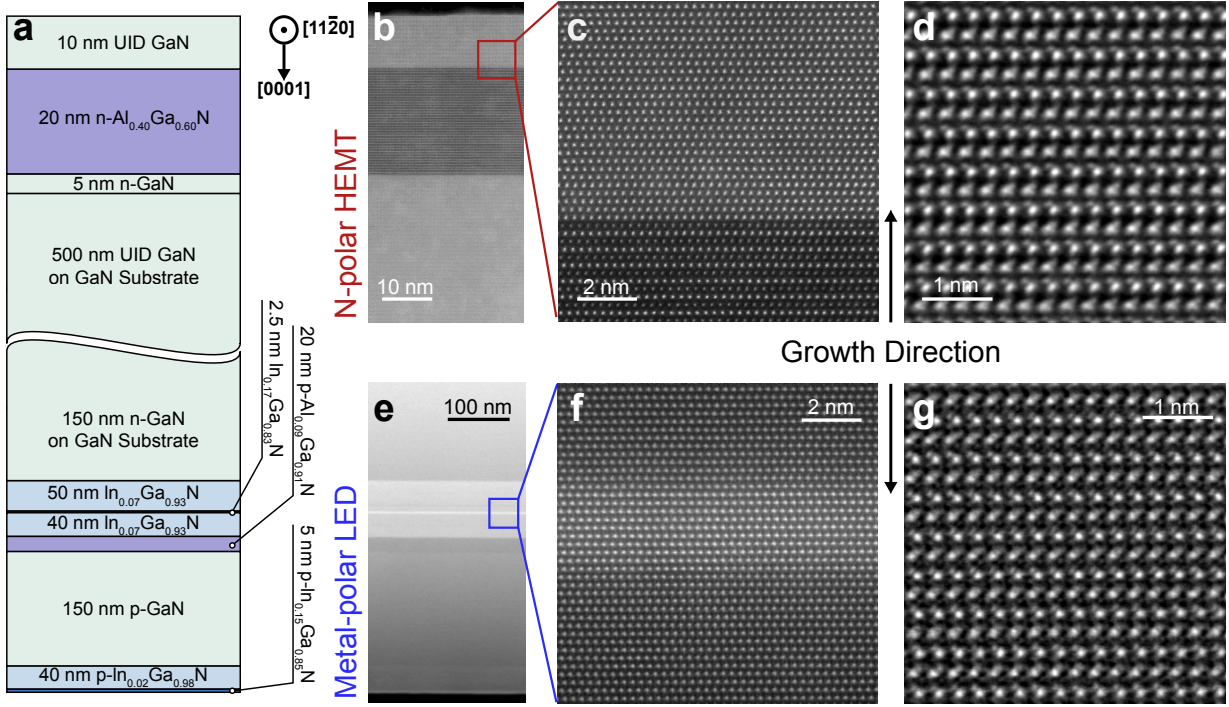 a
10 nm UID GaN
20 nm n-Al0.40Ga0.60N
5 nm n-GaN
500 nm UID GaN
on GaN Substrate
150 nm n-GaN
on GaN Substrate
50 nm In0.07Ga0.93N
40 nm In0.07Ga0.93N
150 nm p-GaN
40 nm p-In0.02Ga0.98N
2.5 nm In0.17Ga0.83N
20 nm p-Al0.09Ga0.91N
5 nm p-In0.15Ga0.85N
[112̅0]
[0001]
N-polar HEMT
b
10 nm
c
2 nm
d
1 nm
Growth Direction
Metal-polar LED
e
100 nm
f
2 nm
g
1 nm